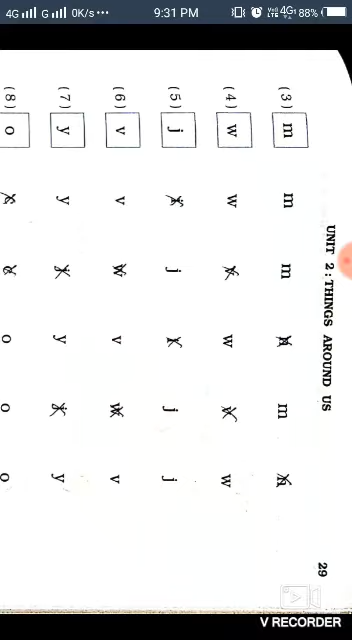 4G G 0K/s ••• 9:31 PM 4G 88%
UNIT 2 : THINGS AROUND US 29
(3) m m m n m n
(4) w w w w
(5) j j j j
(6) v v w v w v
(7) y y y y
(8) o o o o
V RECORDER